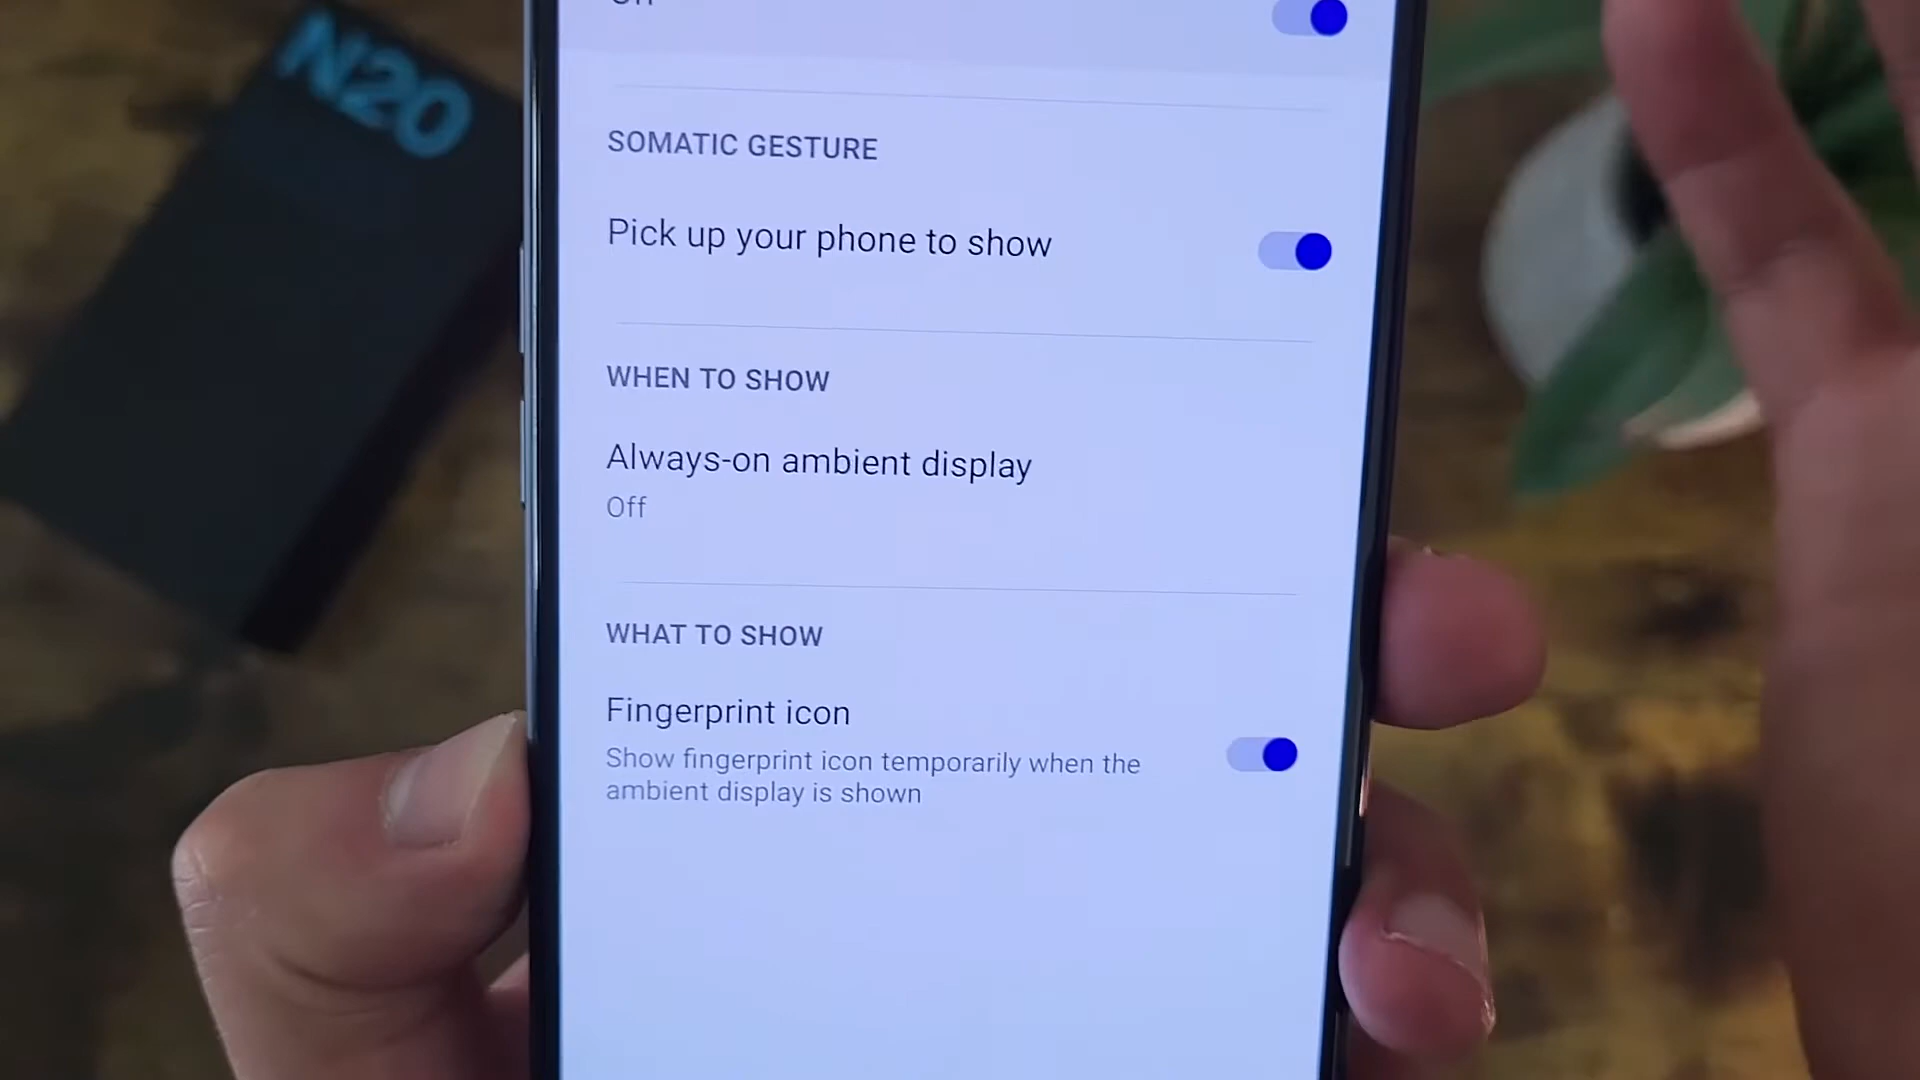 N20
SOMATIC GESTURE
Pick up your phone to show
WHEN TO SHOW
Always-on ambient display
Off
WHAT TO SHOW
Fingerprint icon
Show fingerprint icon temporarily when the
ambient display is shown